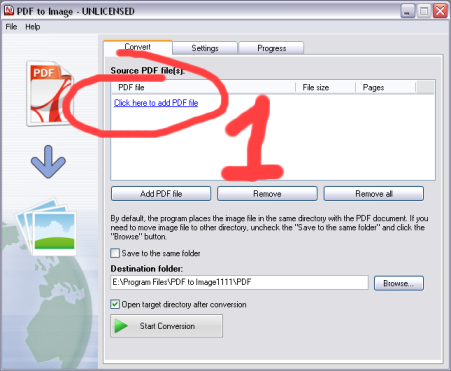 PDF to Image - UNLICENSED
File Help
Convert Settings Progress
PDF
Source PDF file(s):
PDF file File size Pages
Click here to add PDF file
1
Add PDF file Remove Remove all
By default, the program places the image file in the same directory with the PDF document. If you
need to move image file to other directory, uncheck the "Save to the same folder" and click the
"Browse" button.
Save to the same folder
Destination folder:
E:\Program Files\PDF to Image1111\PDF Browse...
Open target directory after conversion
Start Conversion